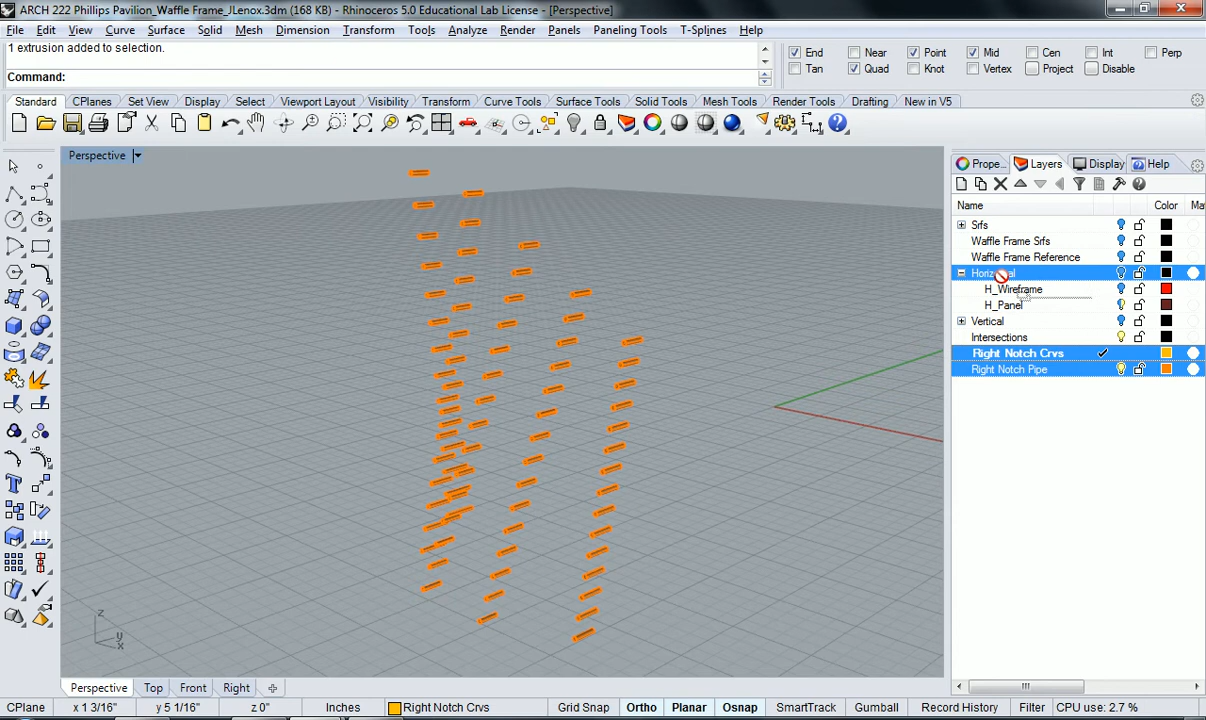 ARCH 222 Phillips Pavilion_Waffle Frame_JLenox.3dm (168 KB) - Rhinoceros 5.0 Educational Lab License - [Perspective]
File Edit View Curve Surface Solid Mesh Dimension Transform Tools Analyze Render Panels Paneling Tools T-Splines Help
1 extrusion added to selection.
Command:
End Near Point Mid Cen Int Perp
Tan Quad Knot Vertex Project Disable
Standard CPlanes Set View Display Select Viewport Layout Visibility Transform Curve Tools Surface Tools Solid Tools Mesh Tools Render Tools Drafting New in V5
Perspective
Prope... Layers Display Help
Name Color Ma
Srfs
Waffle Frame Srfs
Waffle Frame Reference
Horizontal
H_Wireframe
H_Panel
Vertical
Intersections
Right Notch Crvs
Right Notch Pipe
z
y
x
Perspective Top Front Right
CPlane x 1 3/16" y 5 1/16" z 0" Inches Right Notch Crvs Grid Snap Ortho Planar Osnap SmartTrack Gumball Record History Filter CPU use: 2.7 %